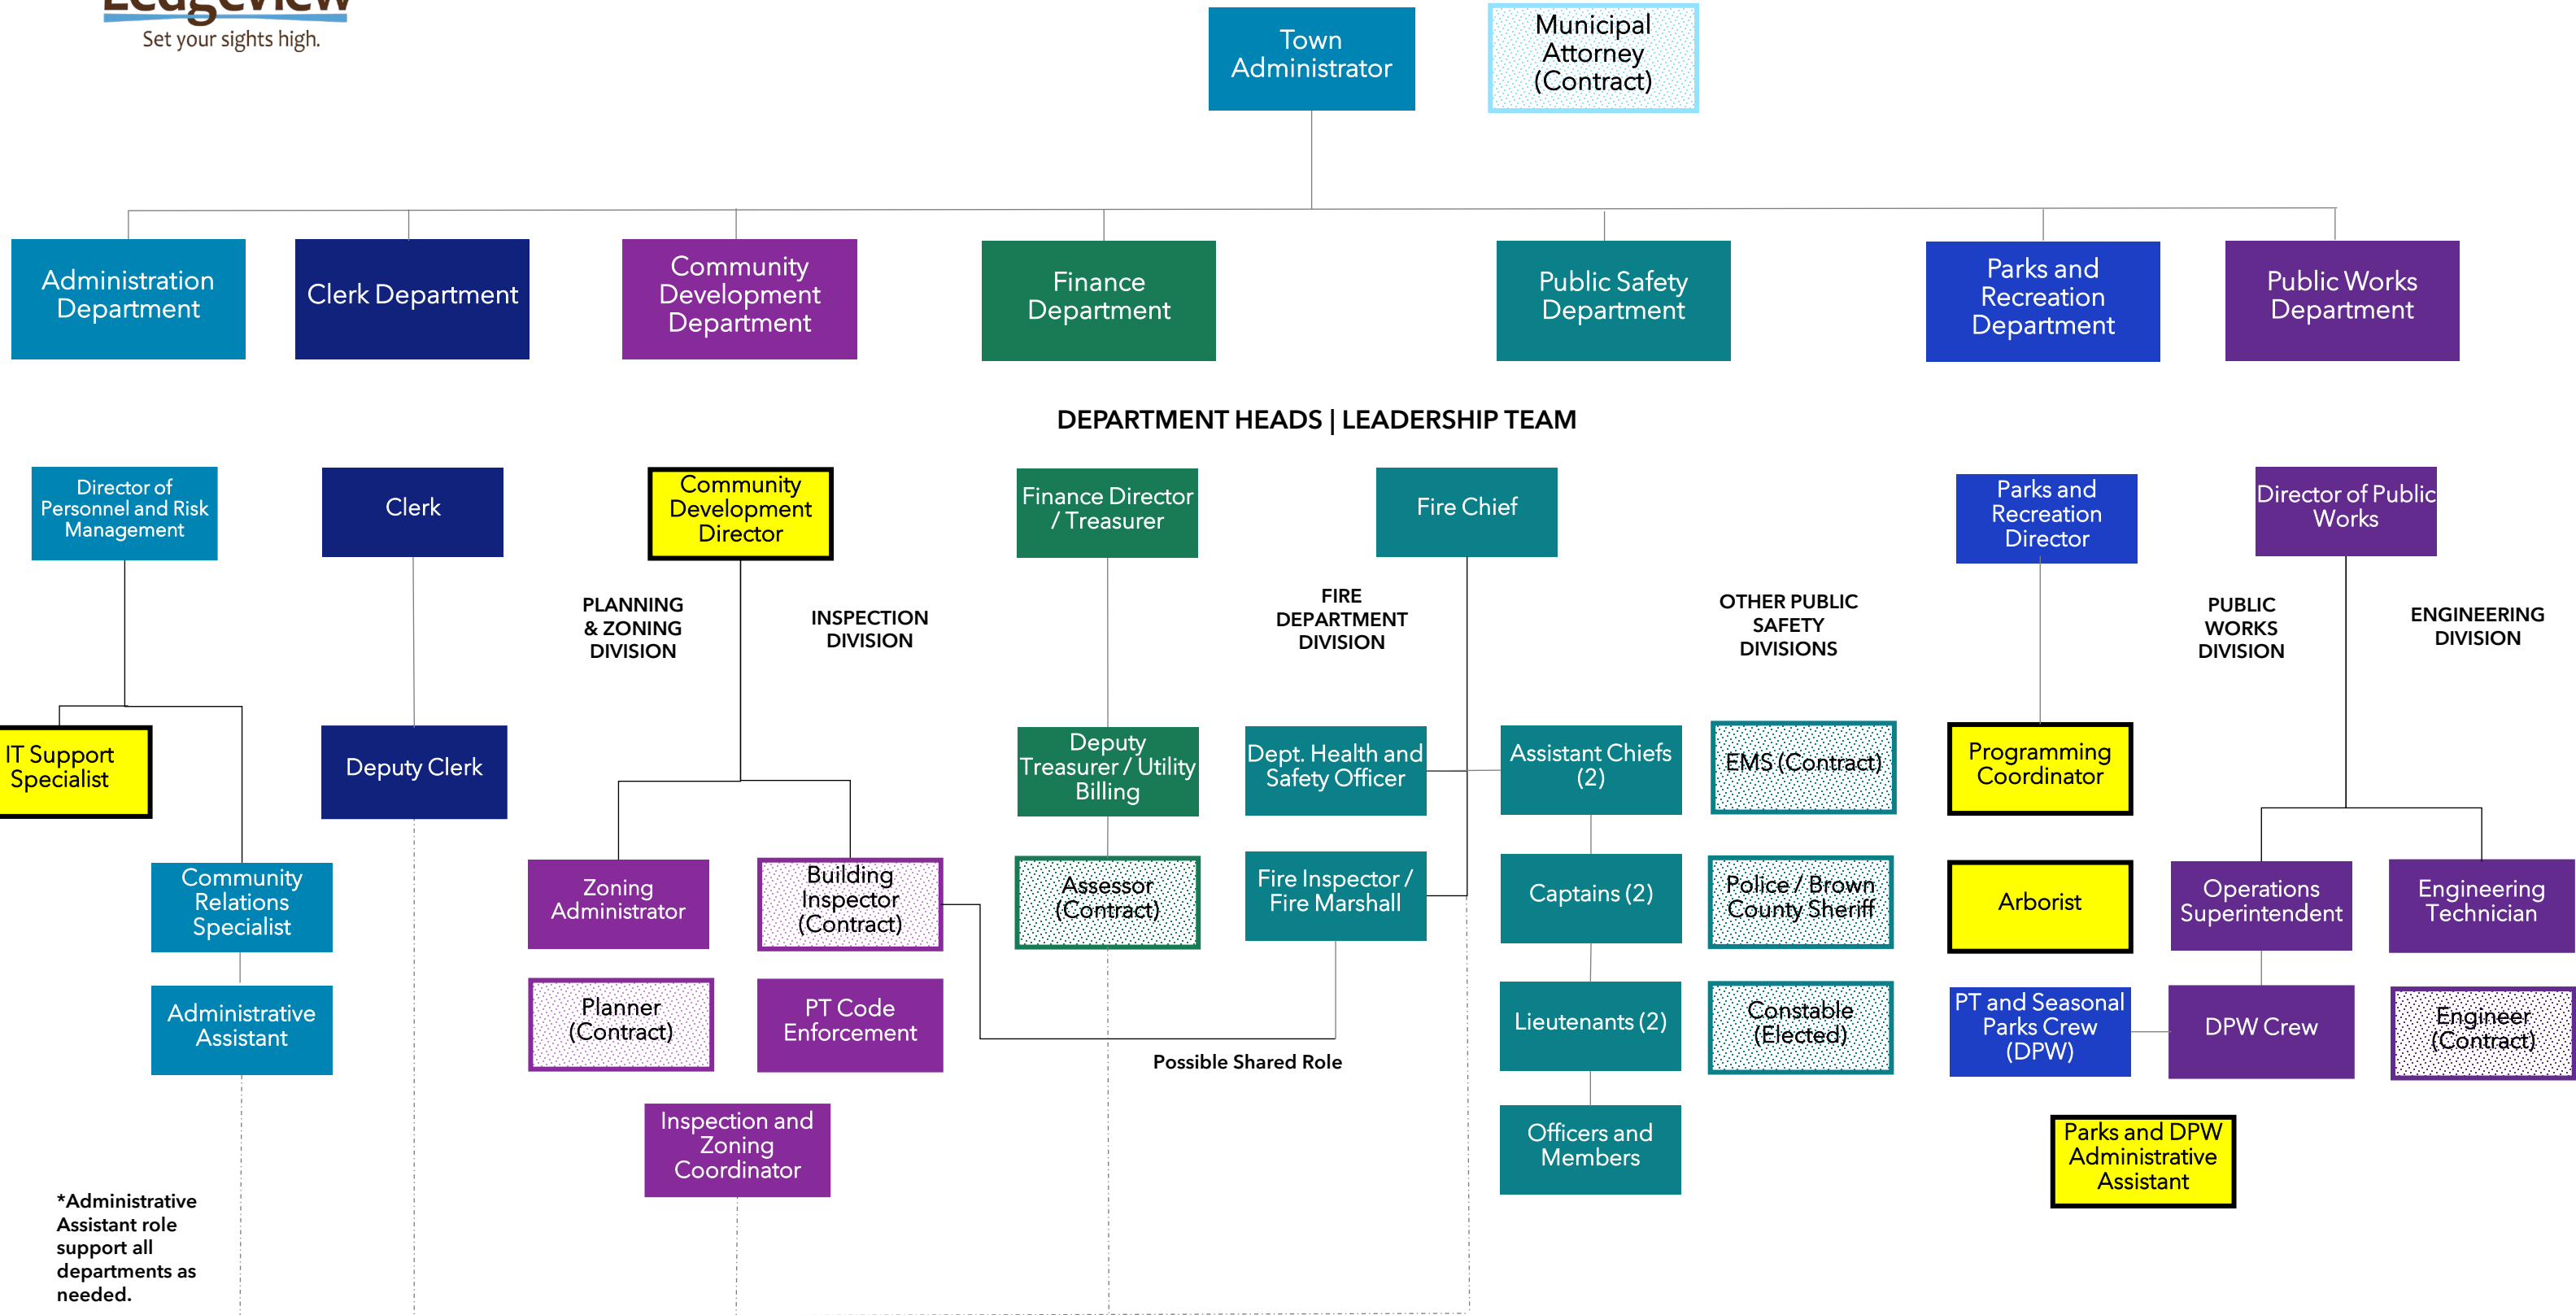 Ledgeview
Set your sights high.
Town
Administrator
Municipal
Attorney
(Contract)
Administration
Department
Clerk Department
Community
Development
Department
Finance
Department
Public Safety
Department
Parks and
Recreation
Department
Public Works
Department
DEPARTMENT HEADS | LEADERSHIP TEAM
Director of
Personnel and Risk
Management
Clerk
Community
Development
Director
Finance Director
/ Treasurer
Fire Chief
Parks and
Recreation
Director
Director of Public
Works
PLANNING
& ZONING
DIVISION
INSPECTION
DIVISION
FIRE
DEPARTMENT
DIVISION
OTHER PUBLIC
SAFETY
DIVISIONS
PUBLIC
WORKS
DIVISION
ENGINEERING
DIVISION
IT Support
Specialist
Deputy Clerk
Deputy
Treasurer / Utility
Billing
Dept. Health and
Safety Officer
Assistant Chiefs
(2)
EMS (Contract)
Programming
Coordinator
Community
Relations
Specialist
Zoning
Administrator
Building
Inspector
(Contract)
Assessor
(Contract)
Fire Inspector /
Fire Marshall
Captains (2)
Police / Brown
County Sheriff
Arborist
Operations
Superintendent
Engineering
Technician
Administrative
Assistant
Planner
(Contract)
PT Code
Enforcement
Possible Shared Role
Lieutenants (2)
Constable
(Elected)
PT and Seasonal
Parks Crew
(DPW)
DPW Crew
Engineer
(Contract)
Inspection and
Zoning
Coordinator
Officers and
Members
Parks and DPW
Administrative
Assistant
*Administrative
Assistant role
support all
departments as
needed.